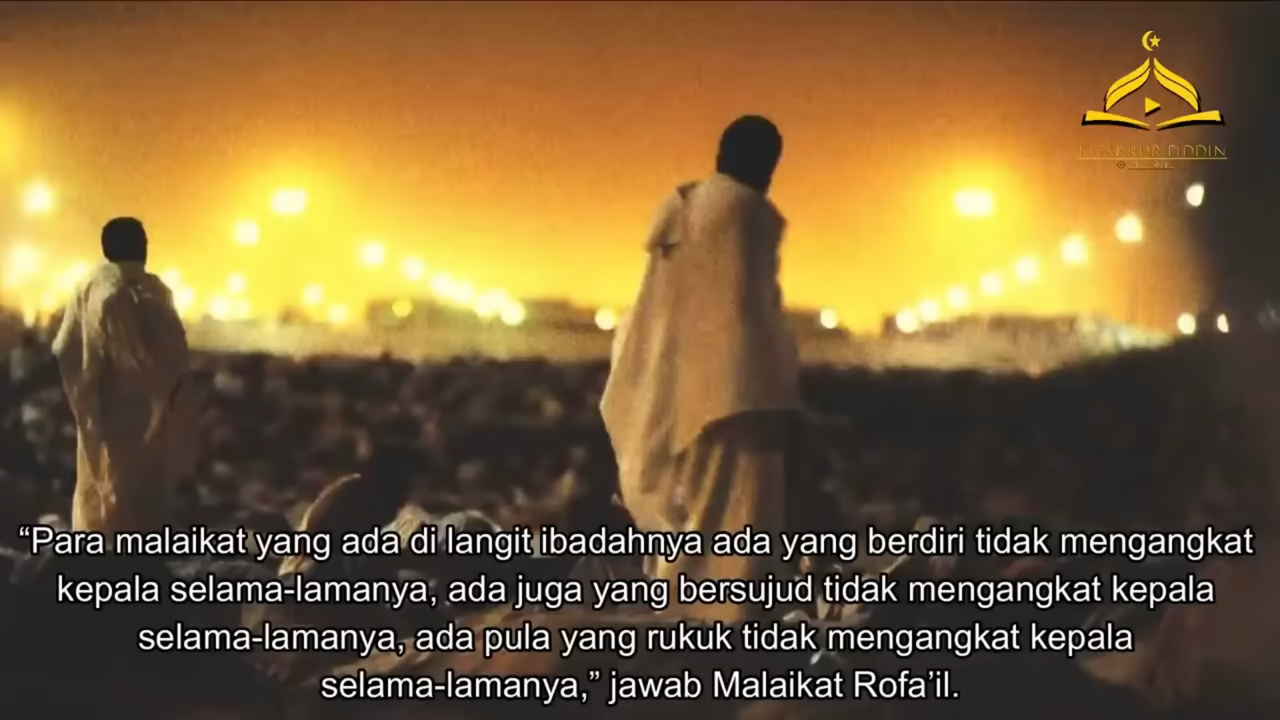 “Para malaikat yang ada di langit ibadahnya ada yang berdiri tidak mengangkat
kepala selama-lamanya, ada juga yang bersujud tidak mengangkat kepala
selama-lamanya, ada pula yang rukuk tidak mengangkat kepala
selama-lamanya,” jawab Malaikat Rofa’il.